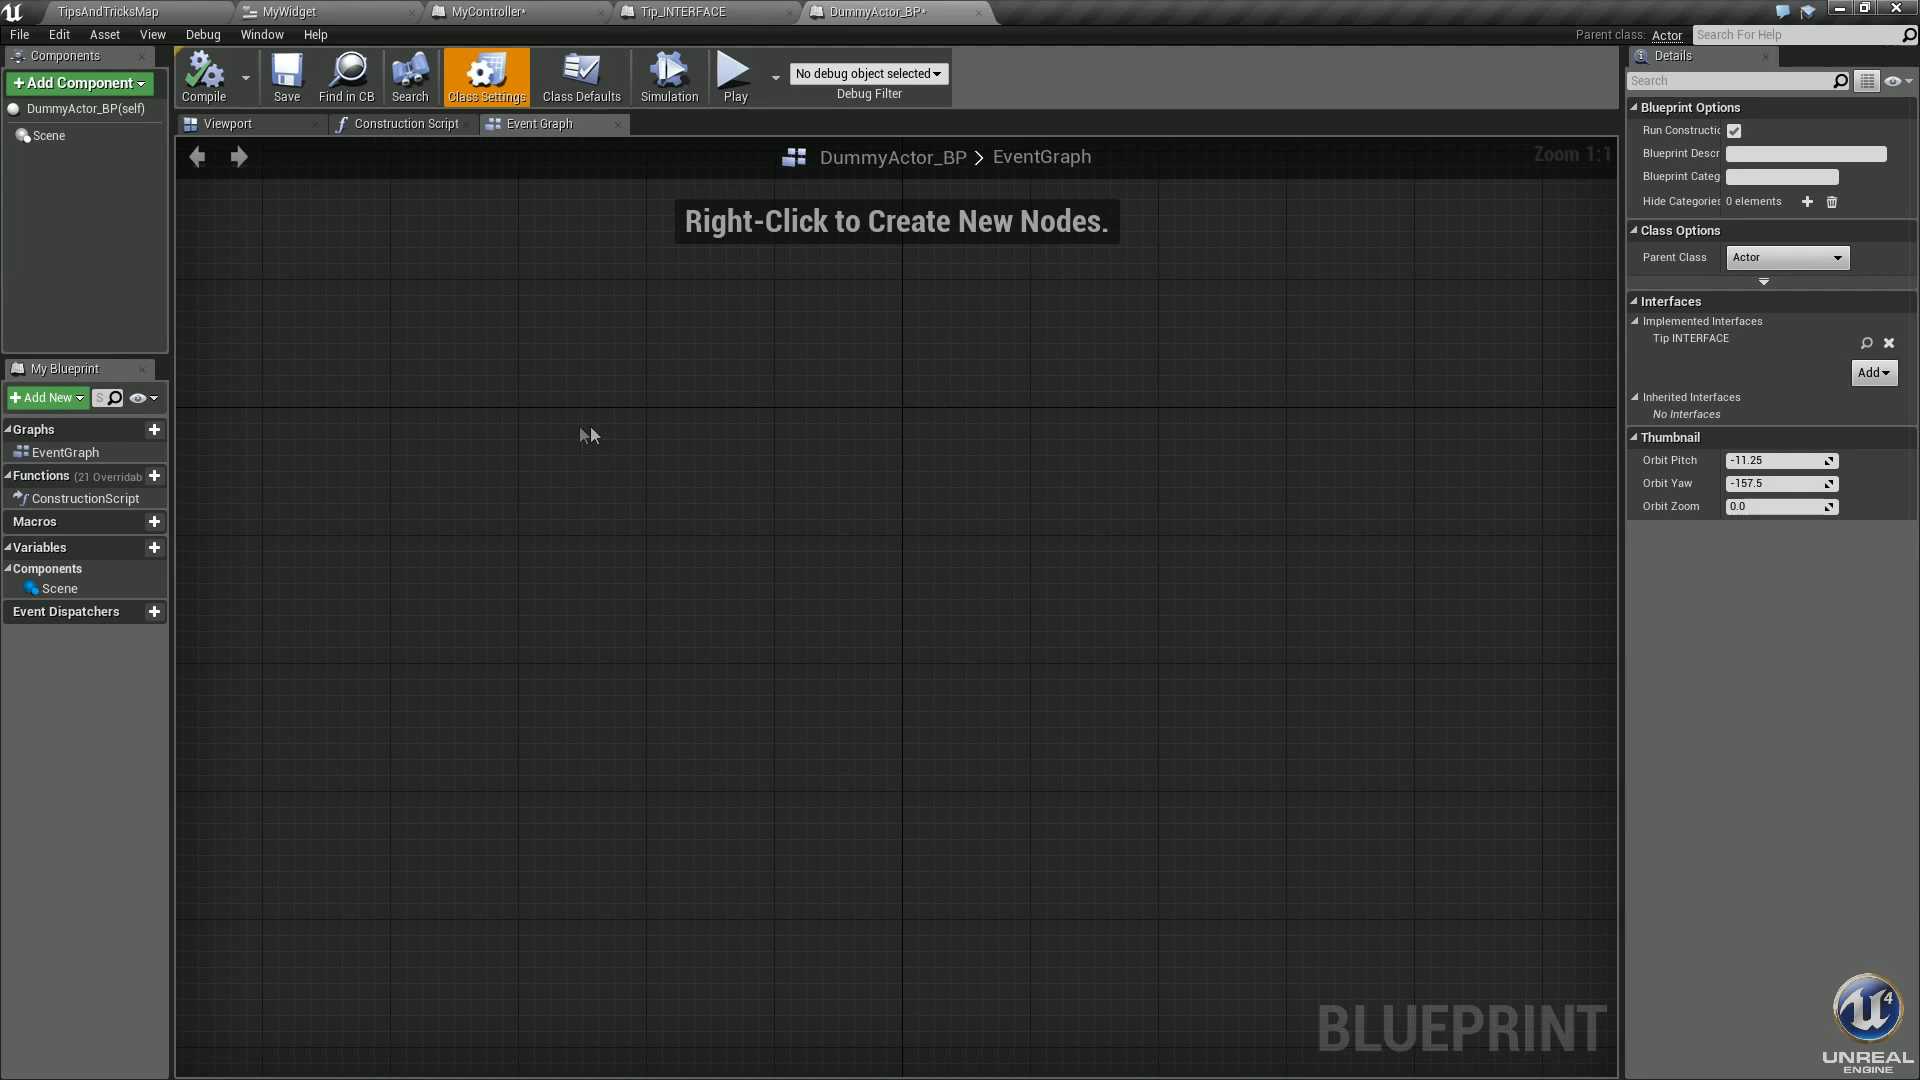 TipsAndTricksMap
MyWidget
MyController*
Tip_INTERFACE
DummyActor_BP*
File Edit Asset View Debug Window Help
Parent class: Actor
Search For Help
Components
+ Add Component
DummyActor_BP(self)
Scene
Compile
Save
Find in CB
Search
Class Settings
Class Defaults
Simulation
Play
No debug object selected
Debug Filter
Viewport
Construction Script
Event Graph
DummyActor_BP > EventGraph
Zoom 1:1
Right-Click to Create New Nodes.
BLUEPRINT
My Blueprint
+ Add New
S
Graphs
EventGraph
Functions (21 Overridab
ConstructionScript
Macros
Variables
Components
Scene
Event Dispatchers
Details
Search
Blueprint Options
Run Constructic
Blueprint Descr
Blueprint Categ
Hide Categories 0 elements
Class Options
Parent Class Actor
Interfaces
Implemented Interfaces
Tip INTERFACE
Add
Inherited Interfaces
No Interfaces
Thumbnail
Orbit Pitch -11.25
Orbit Yaw -157.5
Orbit Zoom 0.0
4
UNREAL
ENGINE